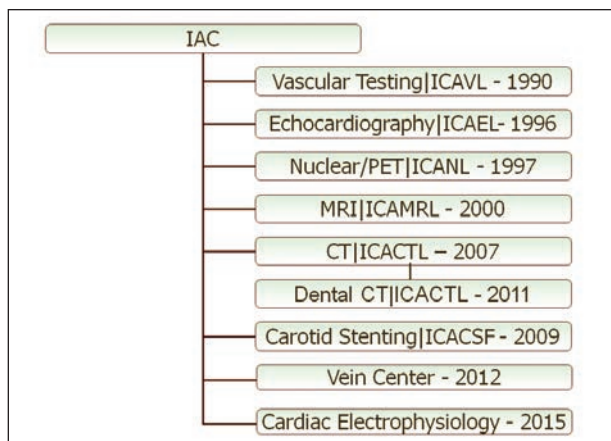 IAC
Vascular Testing|ICAVL - 1990
Echocardiography|ICAEL- 1996
Nuclear/PET|ICANL - 1997
MRI|ICAMRL - 2000
CT|ICACTL – 2007
Dental CT|ICACTL - 2011
Carotid Stenting|ICACSF - 2009
Vein Center - 2012
Cardiac Electrophysiology - 2015